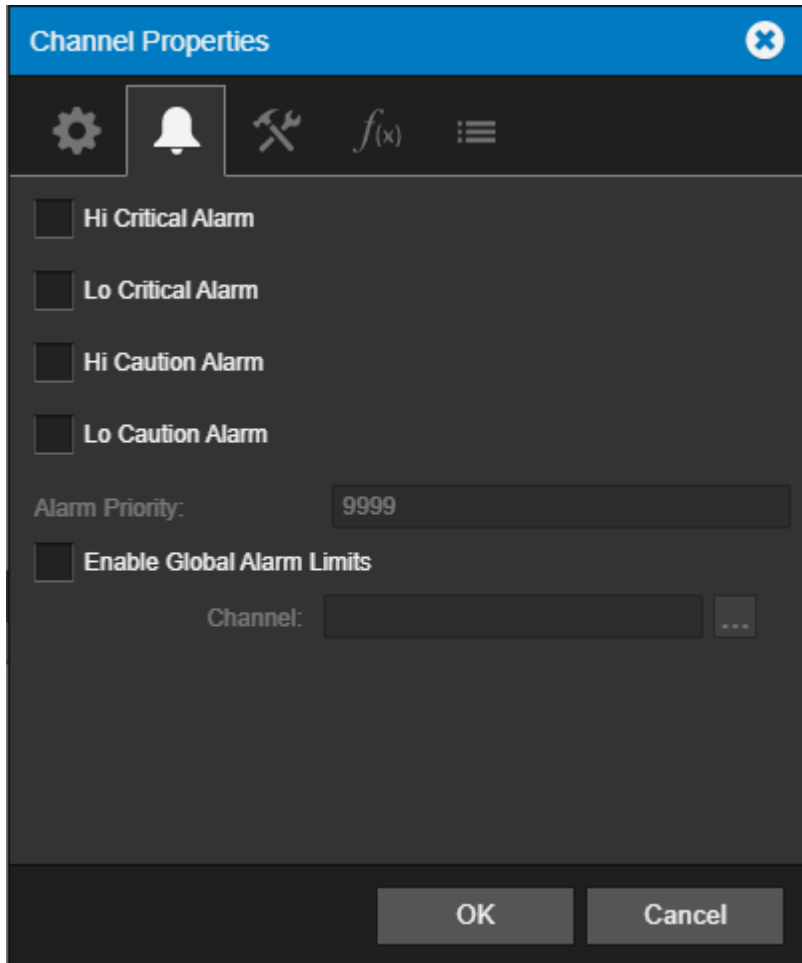 Channel Properties
f(x)
Hi Critical Alarm
Lo Critical Alarm
Hi Caution Alarm
Lo Caution Alarm
Alarm Priority: 9999
Enable Global Alarm Limits
Channel: ...
OK Cancel